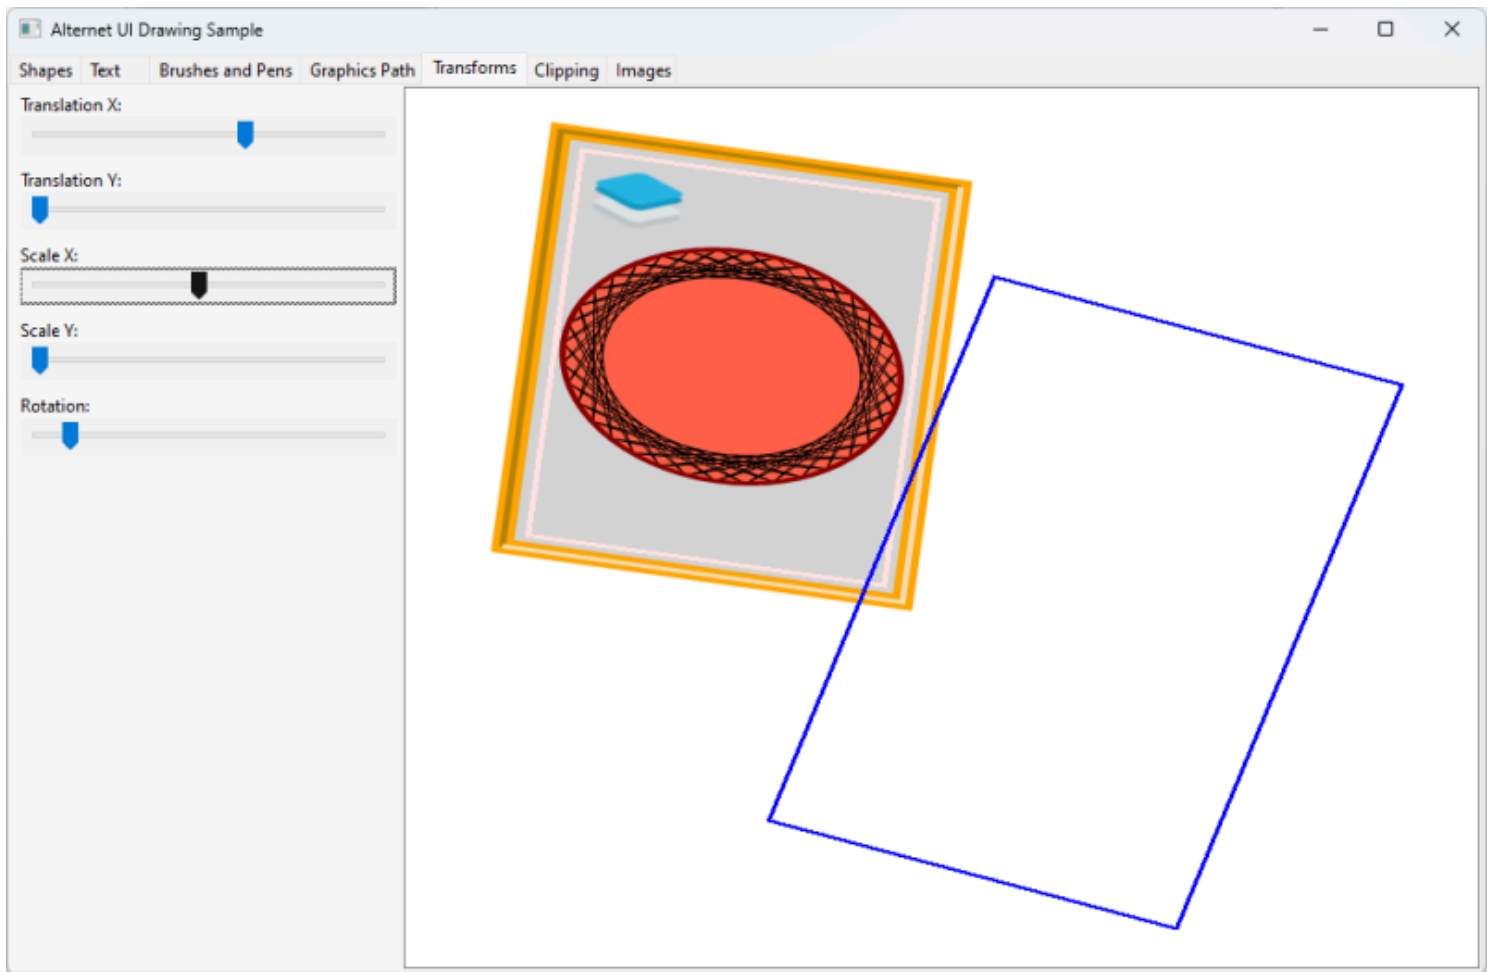 Alternet UI Drawing Sample
Shapes Text Brushes and Pens Graphics Path Transforms Clipping Images
Translation X:
Translation Y:
Scale X:
Scale Y:
Rotation: